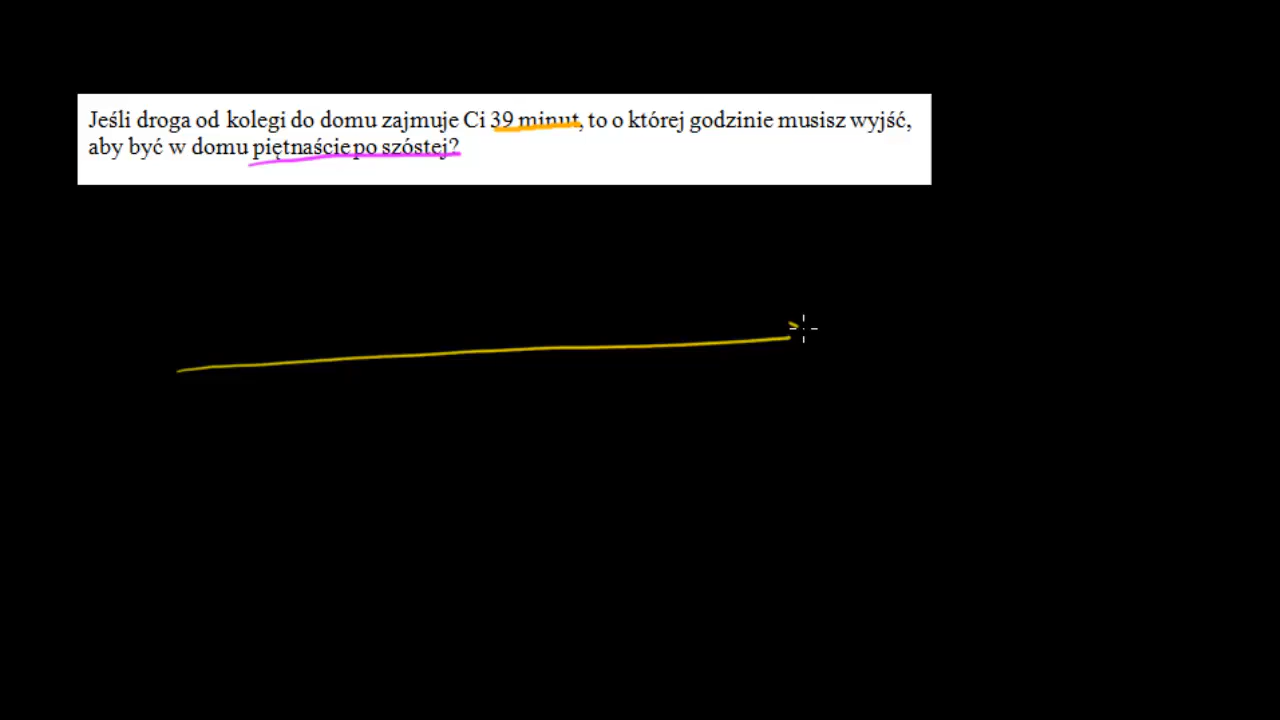 Jeśli droga od kolegi do domu zajmuje Ci 39 minut, to o której godzinie musisz wyjść,
aby być w domu piętnaście po szóstej?